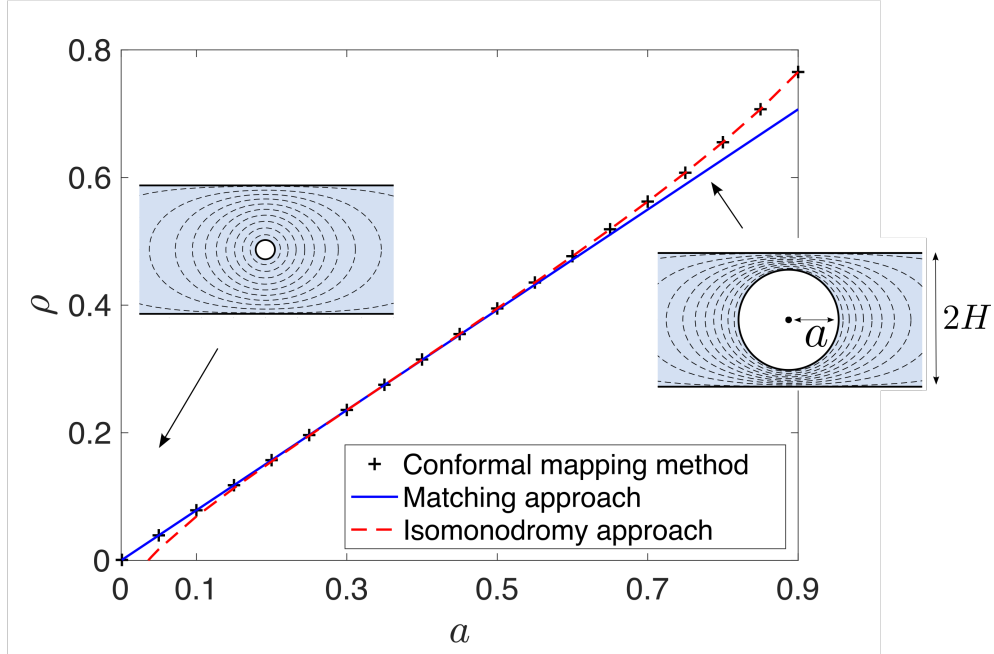 0.8
0.6
0.4
0.2
0
ρ
0
0.1
0.3
0.5
0.7
0.9
a
a
2H
Conformal mapping method
Matching approach
Isomonodromy approach